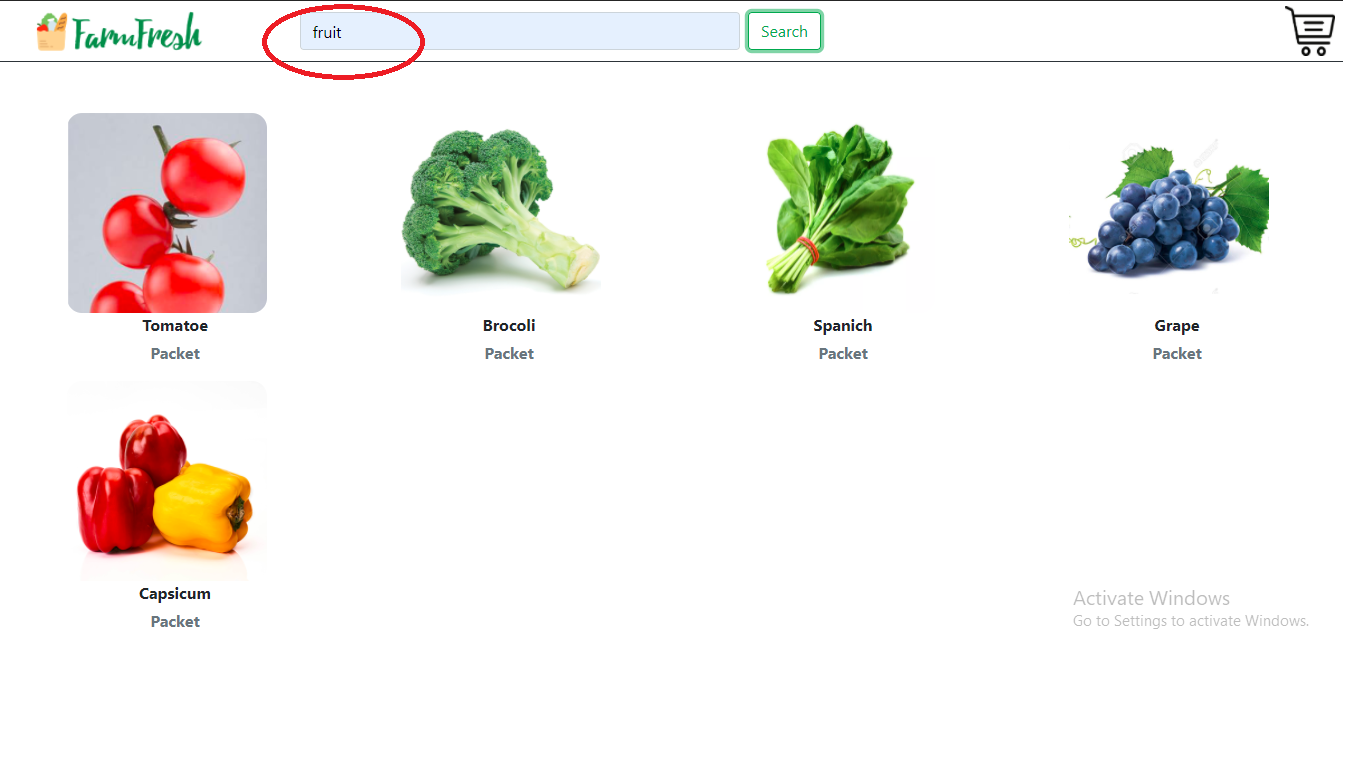 FarmFresh
fruit
Search
Tomatoe
Brocoli
Spanich
Grape
Packet
Packet
Packet
Packet
Capsicum
Packet
Activate Windows
Go to Settings to activate Windows.